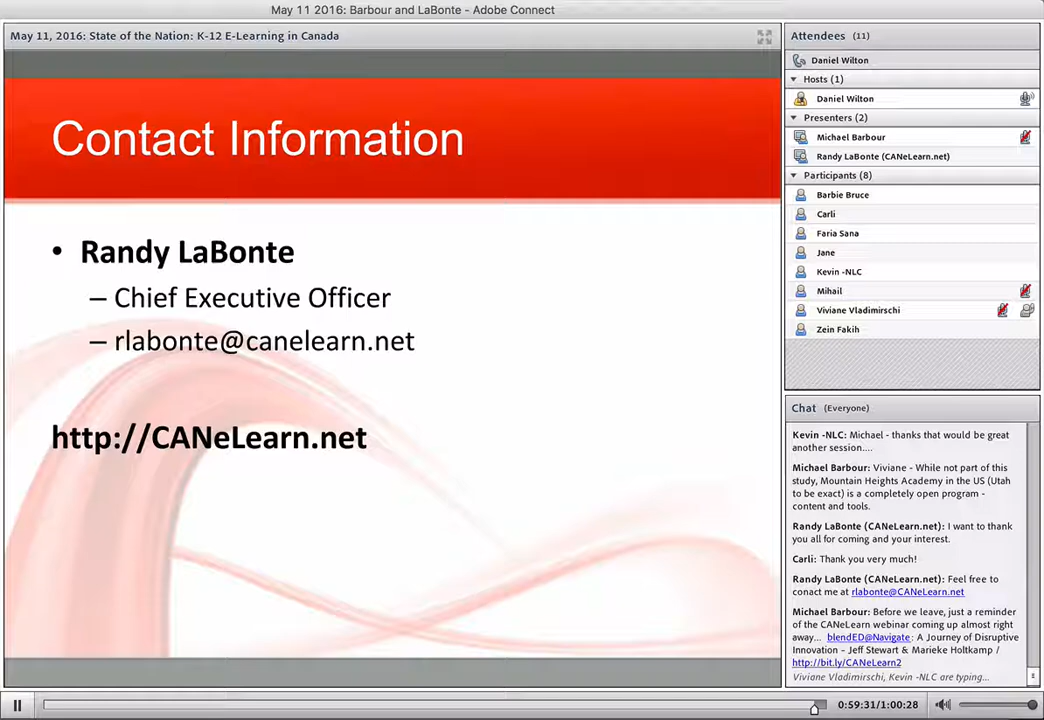 May 11 2016: Barbour and LaBonte - Adobe Connect
May 11, 2016: State of the Nation: K-12 E-Learning in Canada
Contact Information
• Randy LaBonte
– Chief Executive Officer
– rlabonte@canelearn.net
http://CANeLearn.net
Attendees (11)
Daniel Wilton
Hosts (1)
Daniel Wilton
Presenters (2)
Michael Barbour
Randy LaBonte (CANeLearn.net)
Participants (8)
Barbie Bruce
Carli
Faria Sana
Jane
Kevin -NLC
Mihail
Viviane Vladimirschi
Zein Fakih
Chat (Everyone)
Kevin -NLC: Michael - thanks that would be great
another session....
Michael Barbour: Viviane - While not part of this
study, Mountain Heights Academy in the US (Utah
to be exact) is a completely open program -
content and tools.
Randy LaBonte (CANeLearn.net): I want to thank
you all for coming and your interest.
Carli: Thank you very much!
Randy LaBonte (CANeLearn.net): Feel free to
conact me at rlabonte@CANeLearn.net
Michael Barbour: Before we leave, just a reminder
of the CANeLearn webinar coming up almost right
away... blendED@Navigate: A Journey of Disruptive
Innovation - Jeff Stewart & Marieke Holtkamp /
http://bit.ly/CANeLearn2
Viviane Vladimirschi, Kevin -NLC are typing...
0:59:31/1:00:28